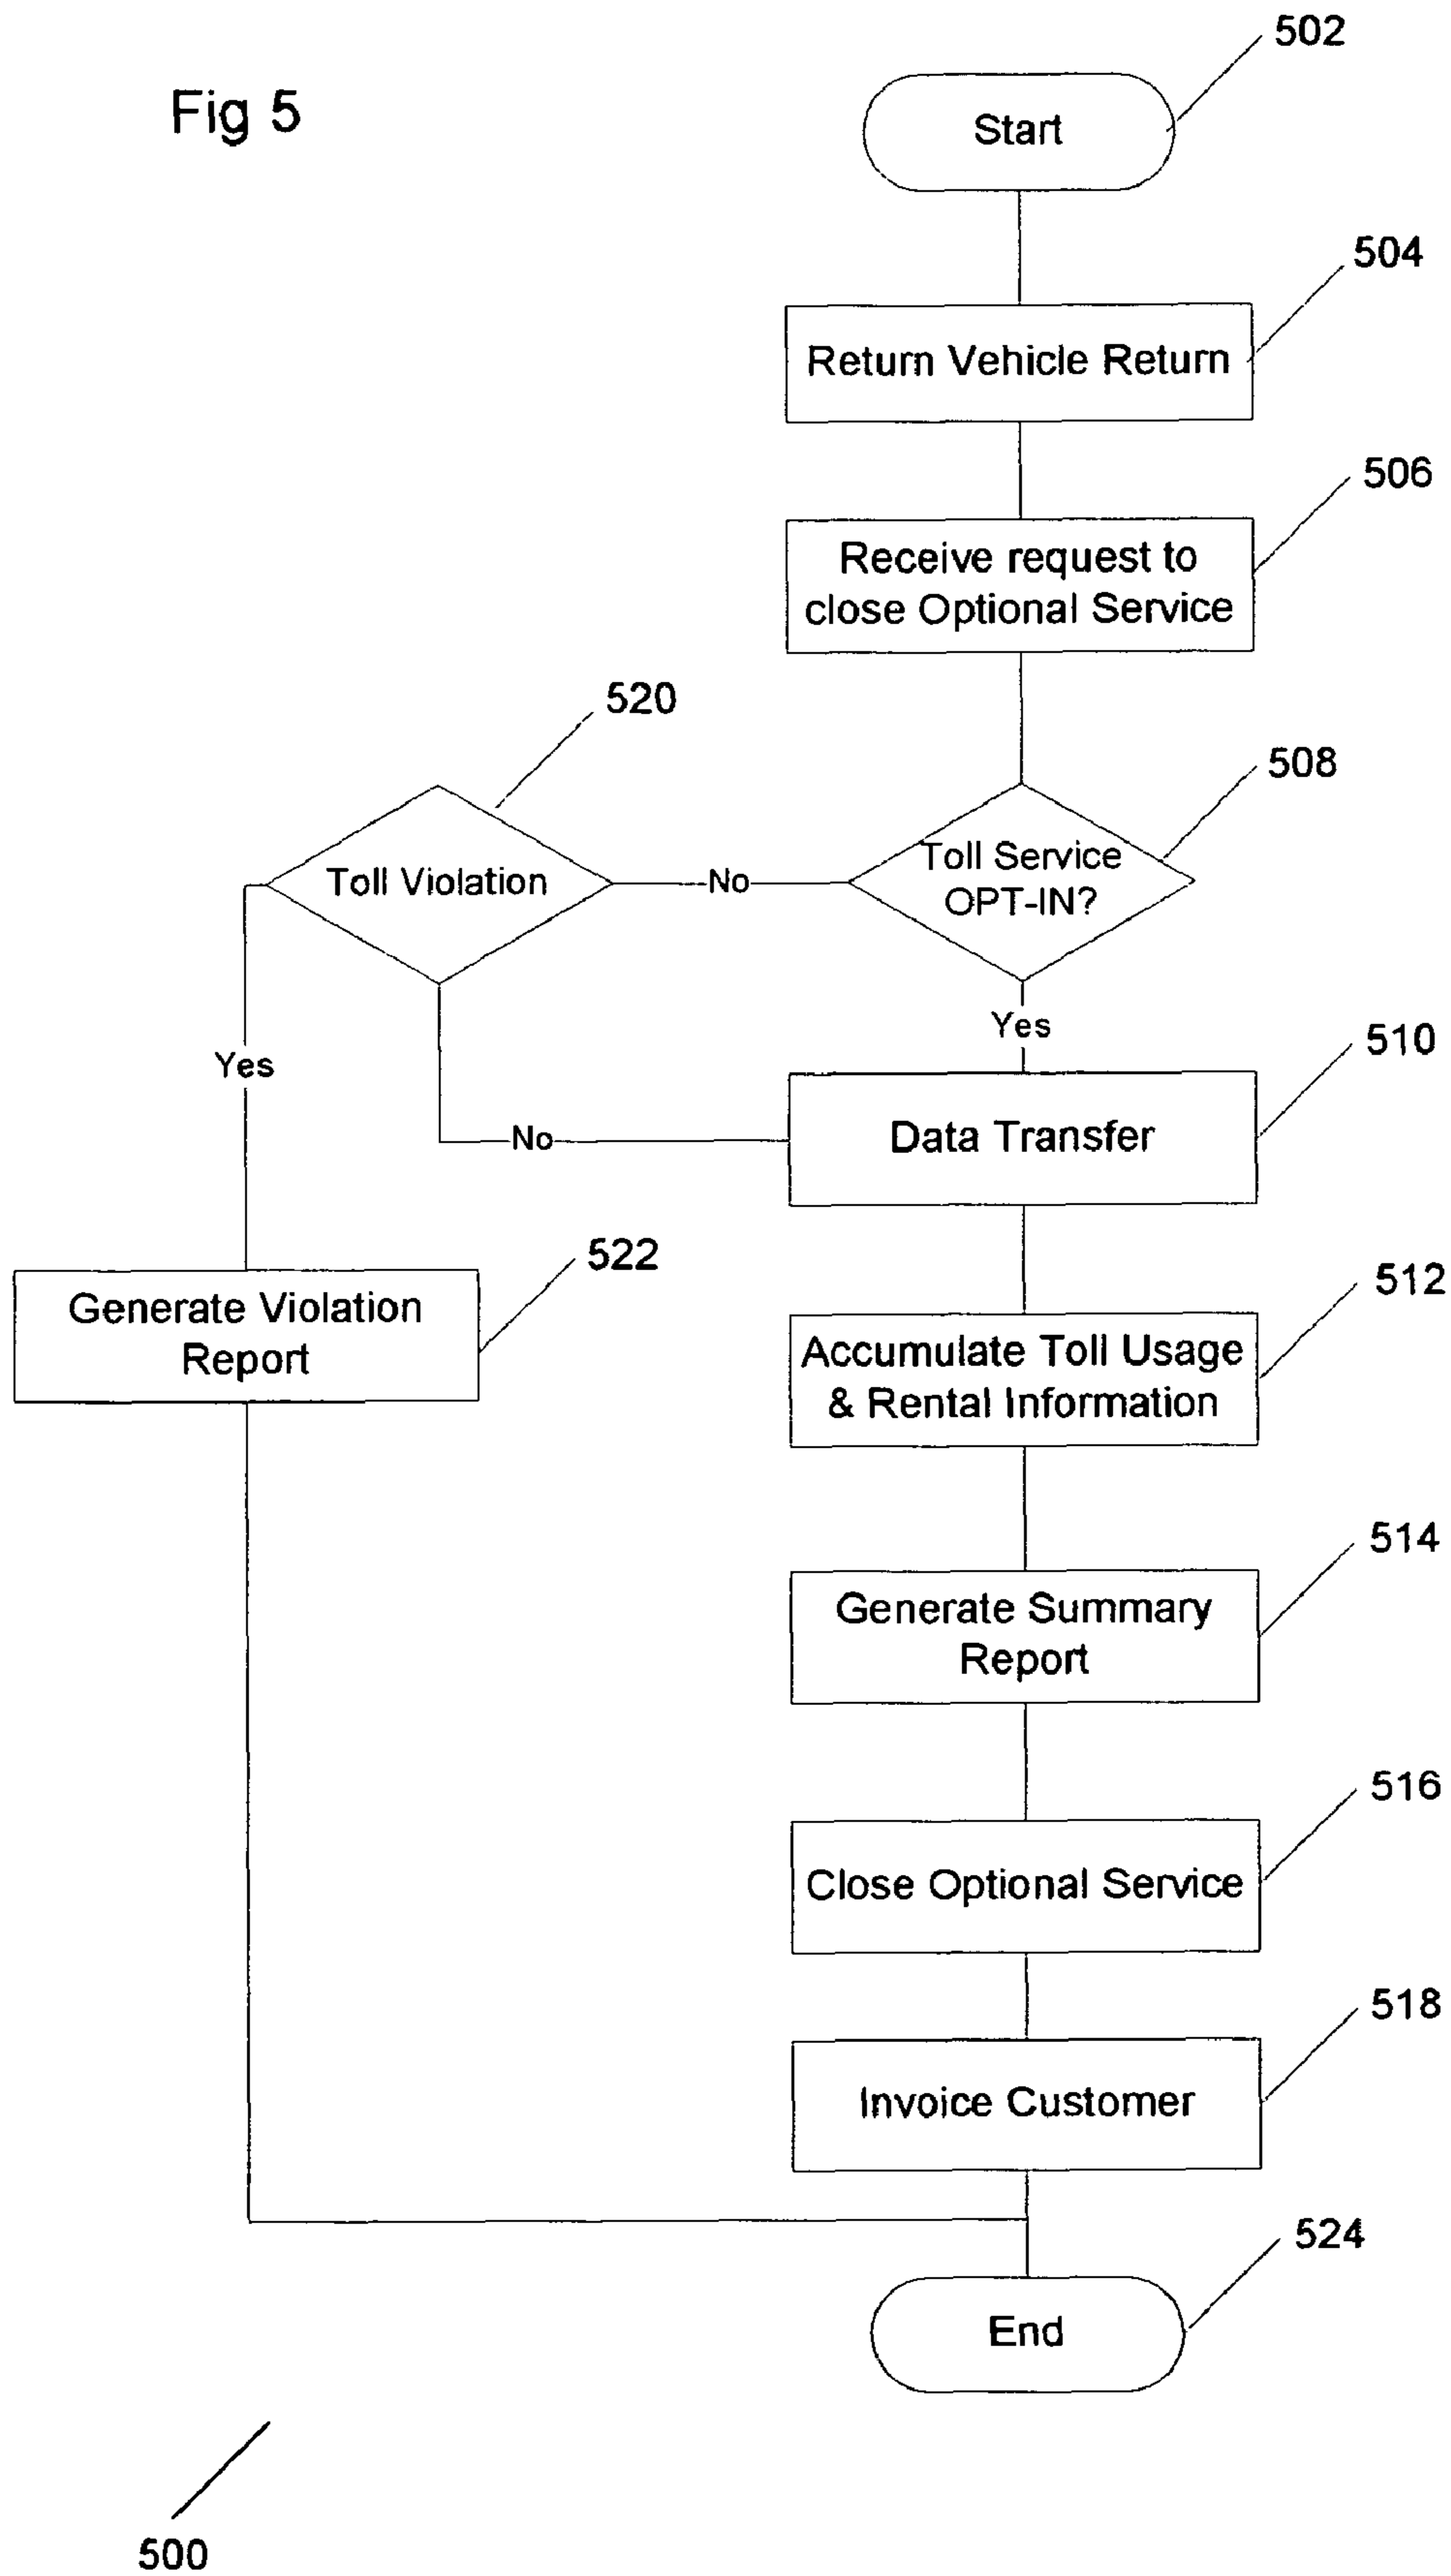 Fig 5
502
Start
504
Return Vehicle Return
506
Receive request to
close Optional Service
520
508
Toll Violation
No
Toll Service
OPT-IN?
Yes
Yes
510
No
Data Transfer
522
Generate Violation
Report
512
Accumulate Toll Usage
& Rental Information
514
Generate Summary
Report
516
Close Optional Service
518
Invoice Customer
524
End
500